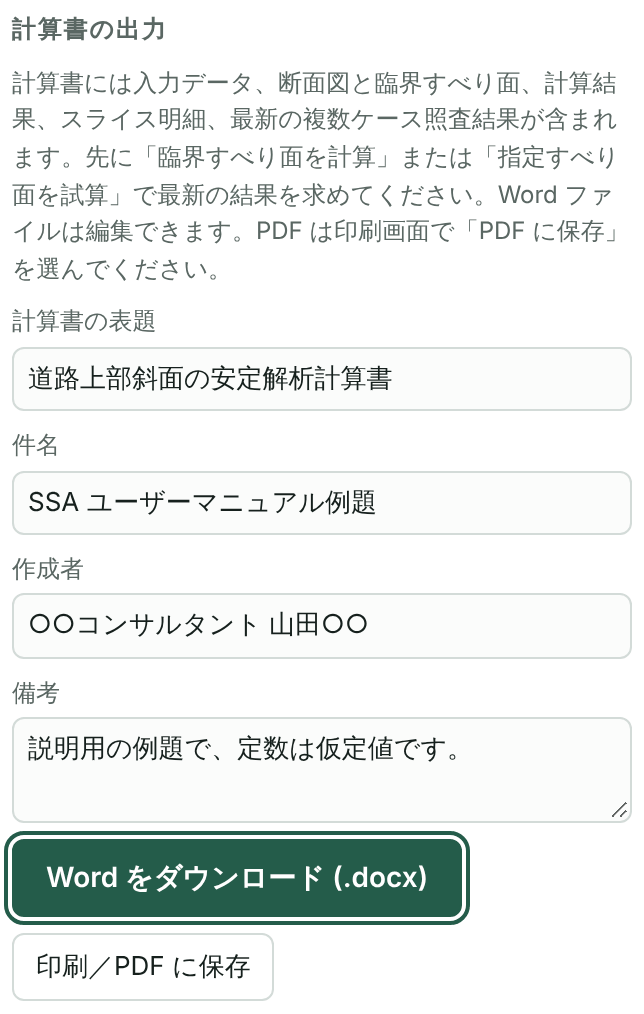 計算書の出力
計算書には入力データ、断面図と臨界すべり面、計算結
果、スライス明細、最新の複数ケース照査結果が含まれ
ます。先に「臨界すべり面を計算」または「指定すべり
面を試算」で最新の結果を求めてください。Word ファ
イルは編集できます。PDF は印刷画面で「PDF に保存」
を選んでください。
計算書の表題
道路上部斜面の安定解析計算書
件名
SSA ユーザーマニュアル例題
作成者
〇〇コンサルタント 山田〇〇
備考
説明用の例題で、定数は仮定値です。
Word をダウンロード (.docx)
印刷／PDF に保存